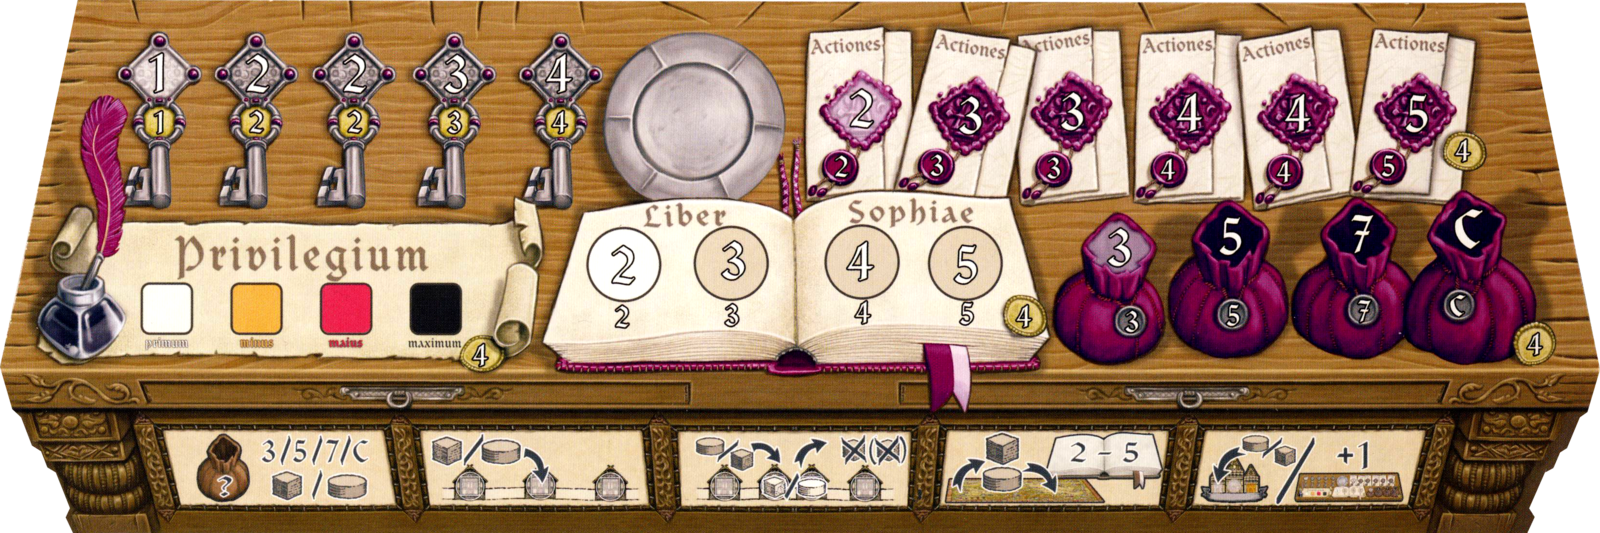 1 2 2 3 4
1 2 2 3 4
Actiones Actiones Actiones Actiones Actiones Actiones
2 3 3 4 4 5
2 3 3 4 4 5
4
Privilegium
primum minus maius maximum
4
Liber Sophiae
2 3 4 5
2 3 4 5
4
3 5 7 C
3 5 7 C
4
?
3/5/7/C
/
/
/ / ( )
2 – 5
/ +1